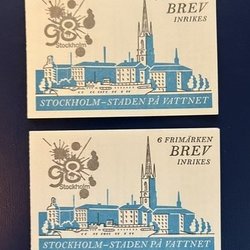 BREV
INRIKES
98
Stockholm
STOCKHOLM–STADEN PÅ VATTNET
6 FRIMÄRKEN
BREV
INRIKES
98
Stockholm
STOCKHOLM–STADEN PÅ VATTNET